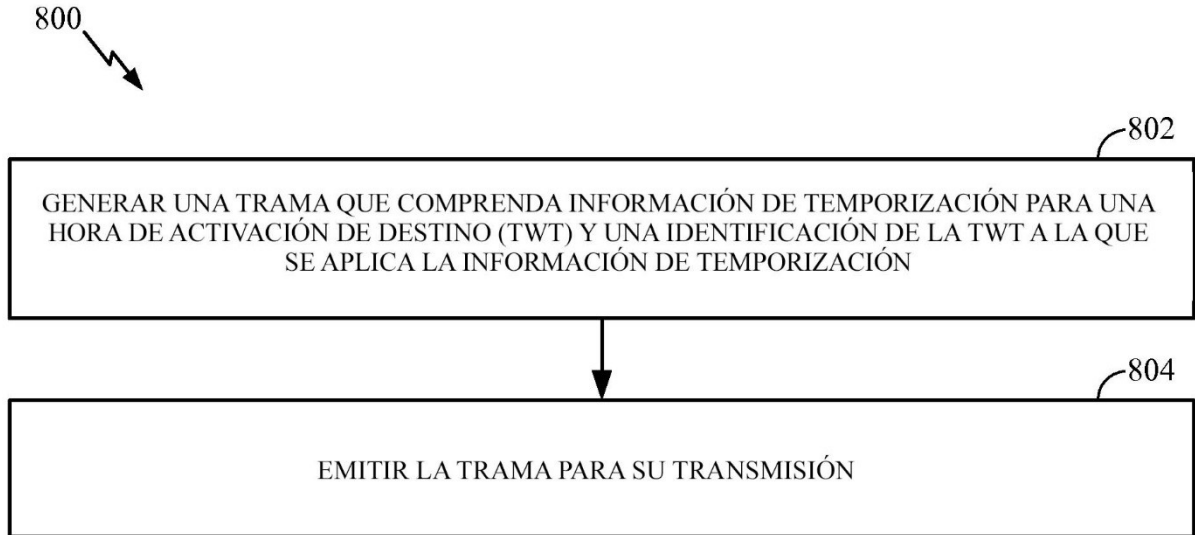 800
802
GENERAR UNA TRAMA QUE COMPRENDA INFORMACIÓN DE TEMPORIZACIÓN PARA UNA
HORA DE ACTIVACIÓN DE DESTINO (TWT) Y UNA IDENTIFICACIÓN DE LA TWT A LA QUE
SE APLICA LA INFORMACIÓN DE TEMPORIZACIÓN
804
EMITIR LA TRAMA PARA SU TRANSMISIÓN